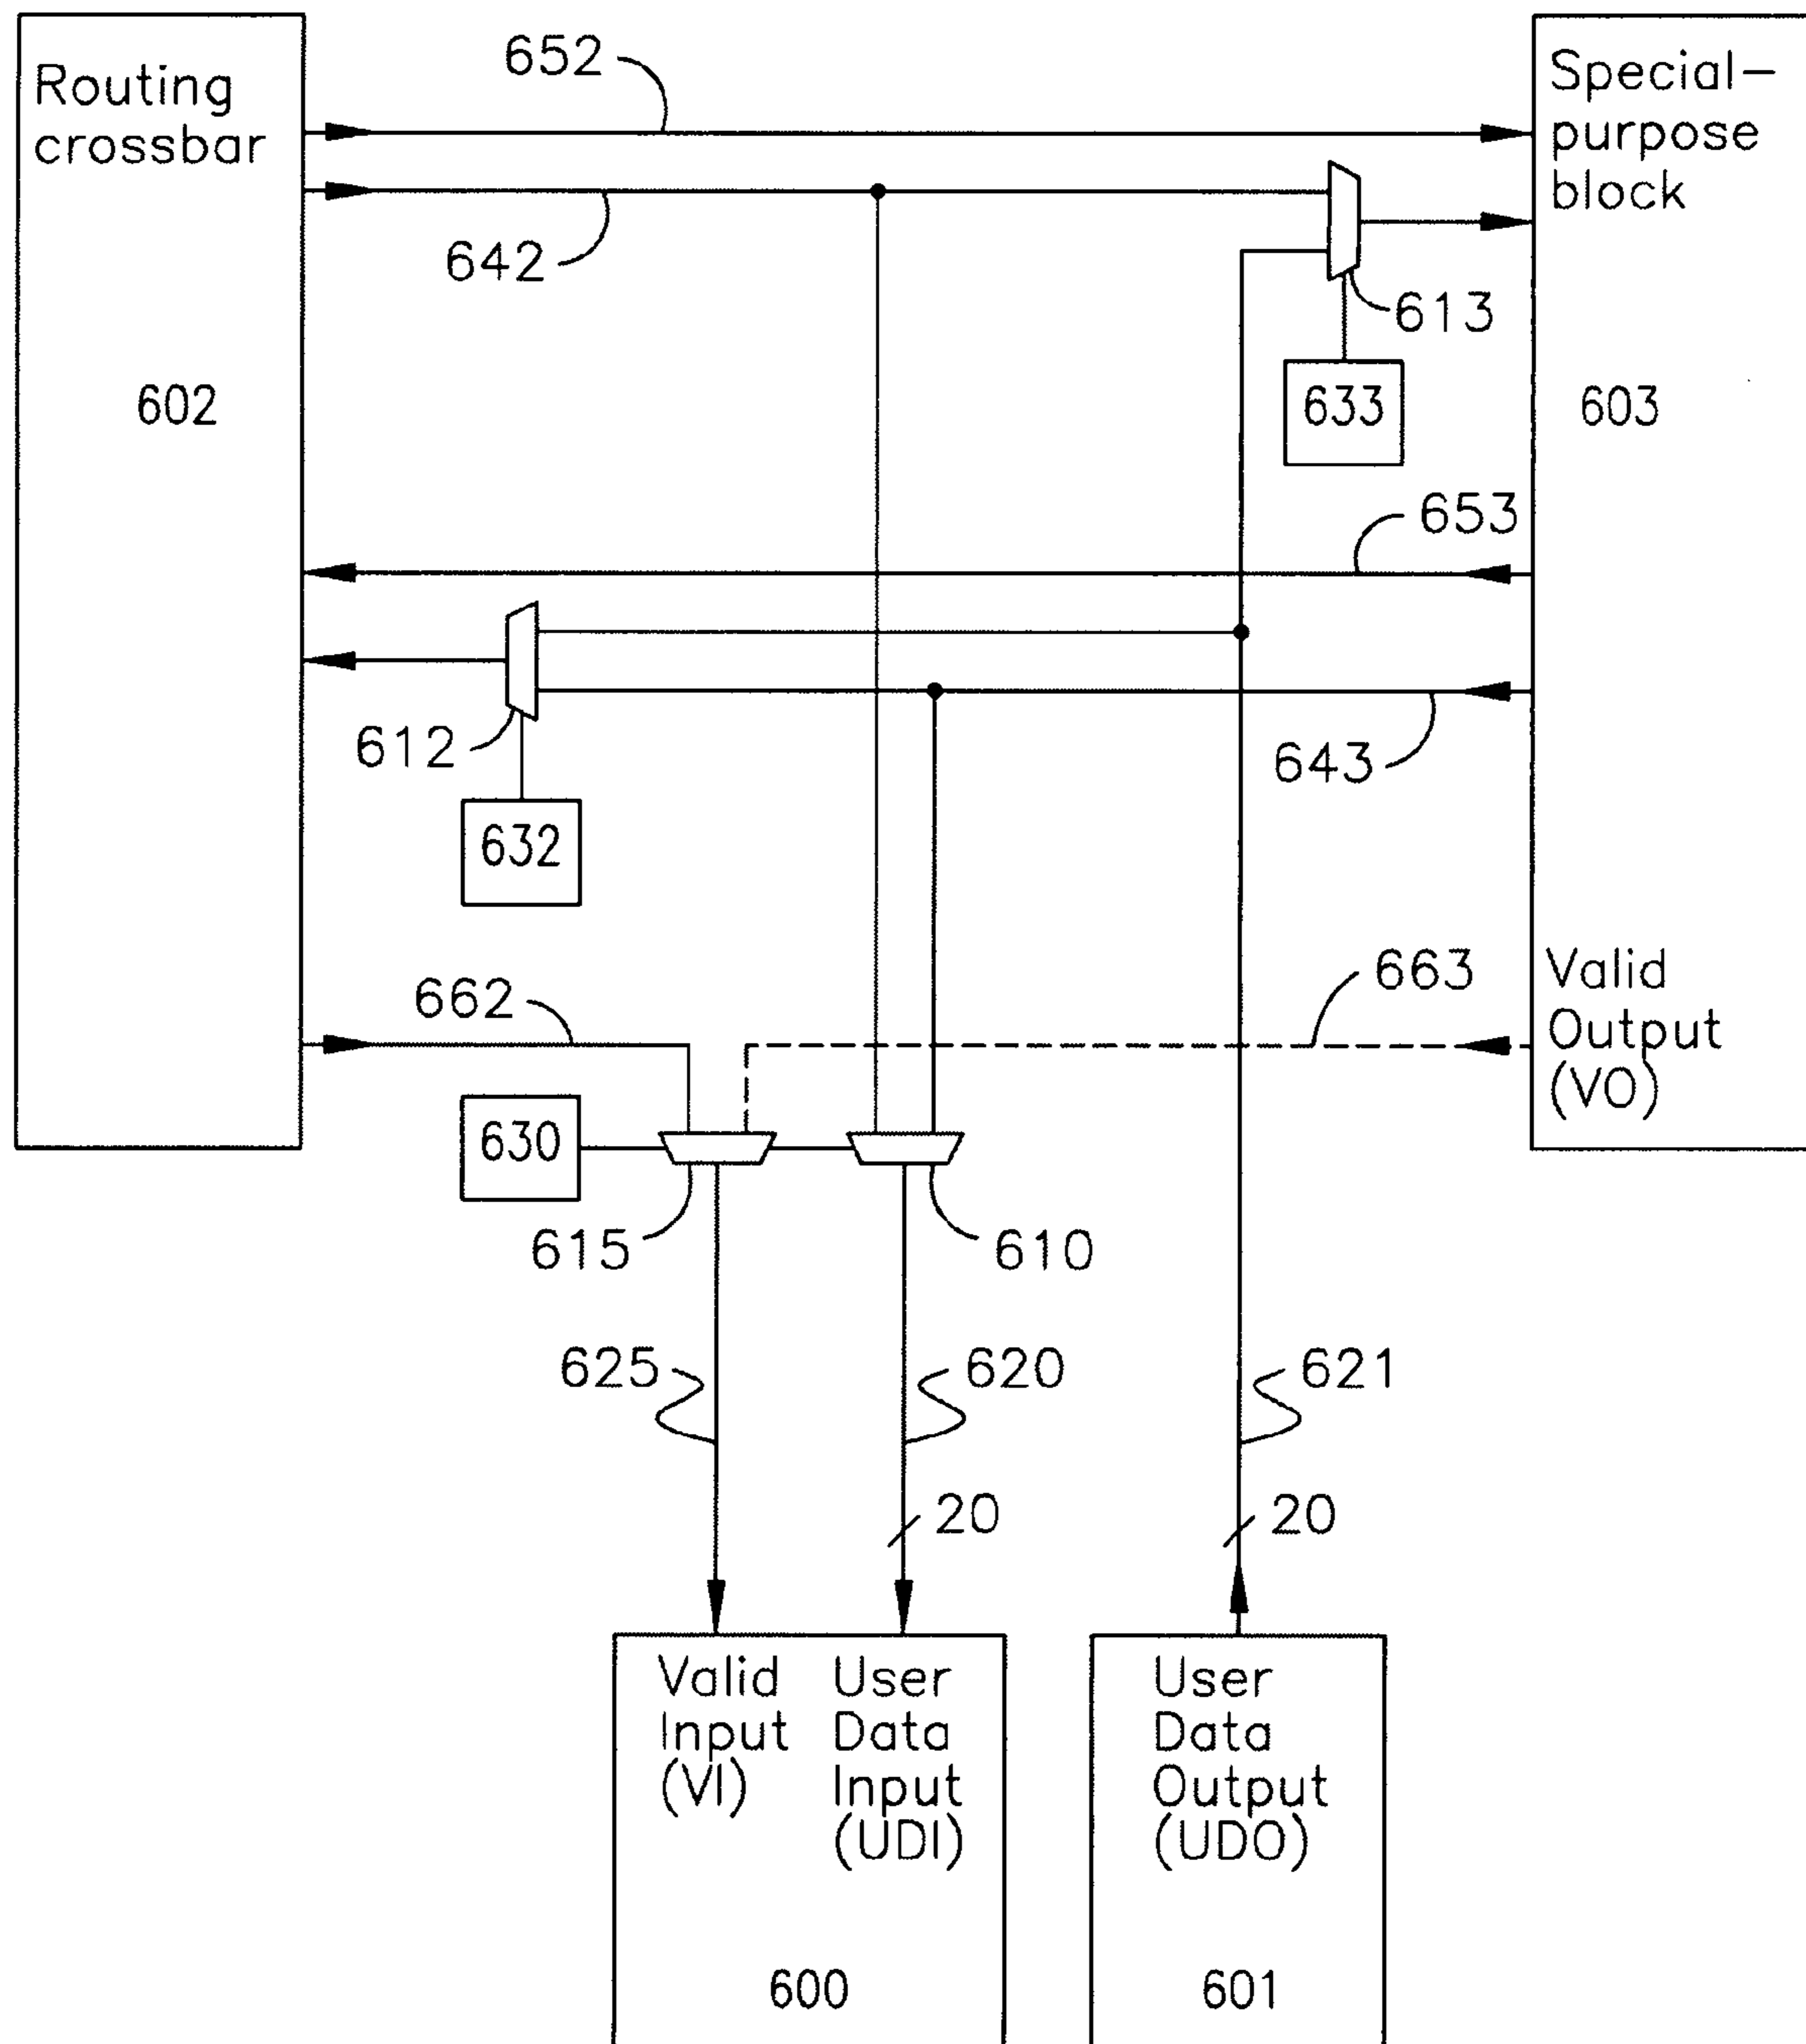 Routing
crossbar
602
652
642
Special-
purpose
block
613
633
603
653
612
643
632
662
663
Valid
Output
(VO)
630
615
610
625
620
621
20
20
Valid
Input
(VI)
User
Data
Input
(UDI)
600
User
Data
Output
(UDO)
601